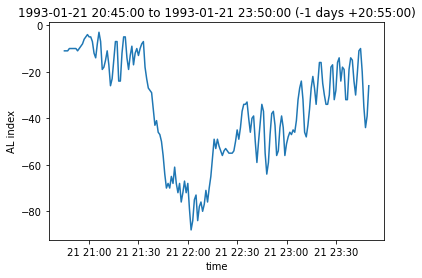 1993-01-21 20:45:00 to 1993-01-21 23:50:00 (-1 days +20:55:00)
0
−20
−40
−60
−80
AL index
21 21:00 21 21:30 21 22:00 21 22:30 21 23:00 21 23:30
time